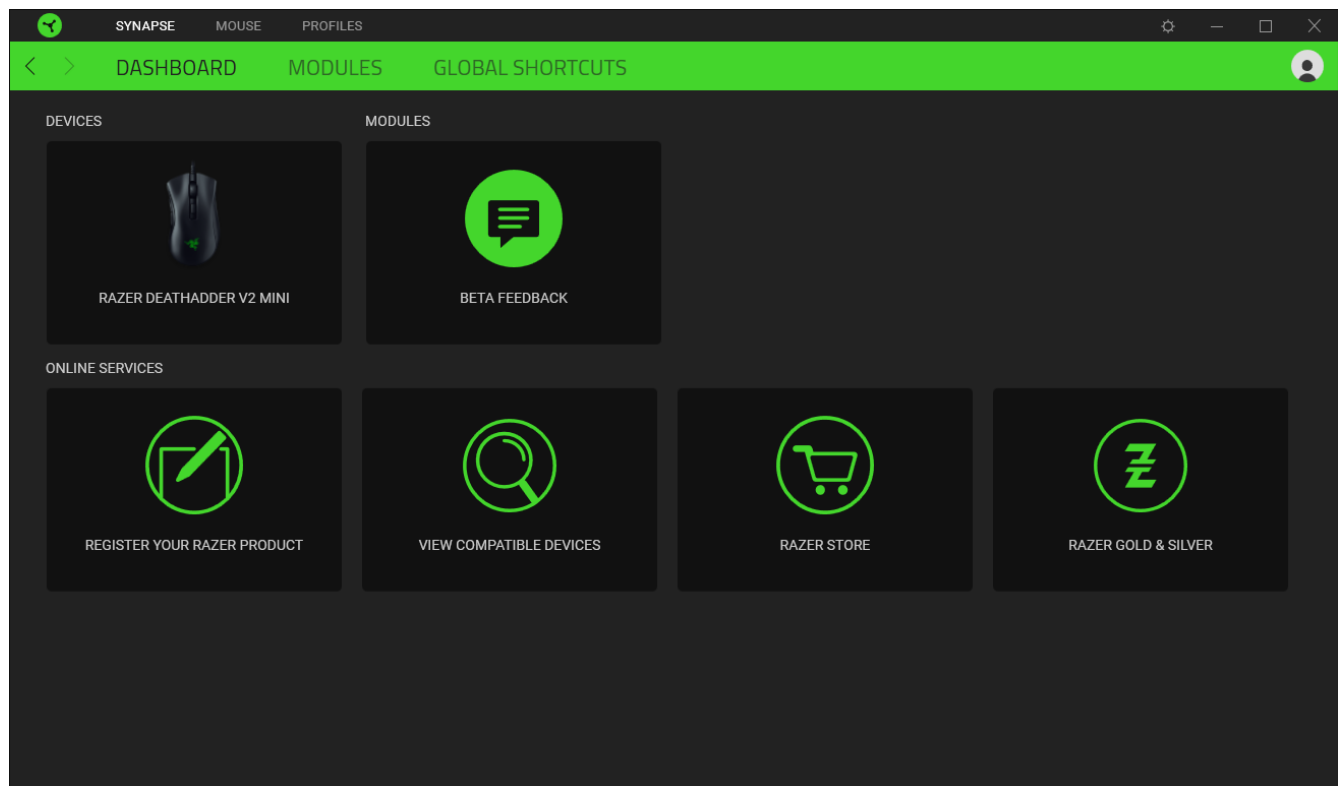 SYNAPSE MOUSE PROFILES
DASHBOARD MODULES GLOBAL SHORTCUTS
DEVICES MODULES
RAZER DEATHADDER V2 MINI BETA FEEDBACK
ONLINE SERVICES
REGISTER YOUR RAZER PRODUCT VIEW COMPATIBLE DEVICES RAZER STORE RAZER GOLD & SILVER